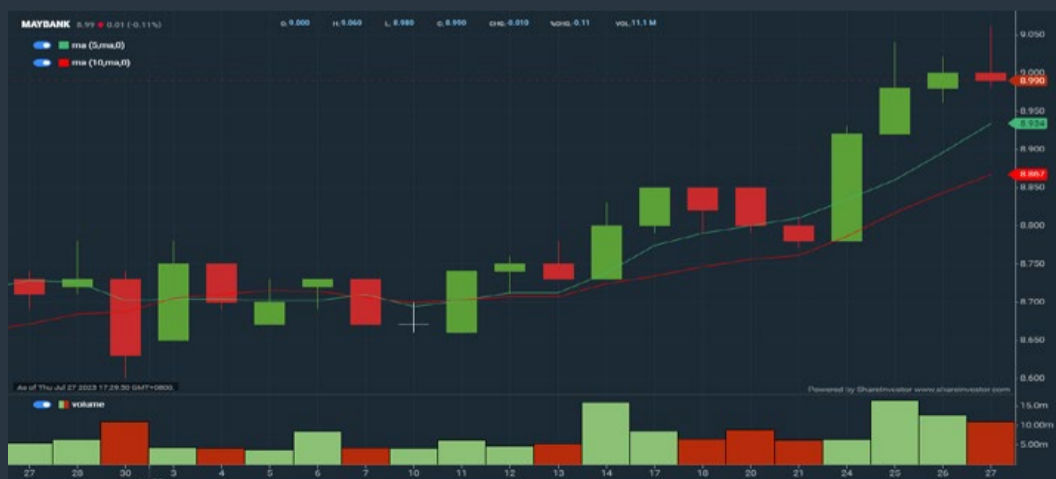 MAYBANK 8.99 0.01 (-0.11%) O: 9.000 H: 9.060 L: 8.980 C: 8.990 CHG: -0.010 %CHG: -0.11 VOL: 11.1 M
ma (5,ma,0)
ma (10,ma,0)
9.050
9.000
8.990
8.950
8.934
8.900
8.867
8.850
8.800
8.750
8.700
8.650
8.600
As of Thu Jul 27 2023 17:29:30 GMT+0800.
Powered by ShareInvestor www.shareinvestor.com
volume
15.0m
10.00m
5.00m
27 28 30 3 4 5 6 7 10 11 12 13 14 17 18 20 21 24 25 26 27